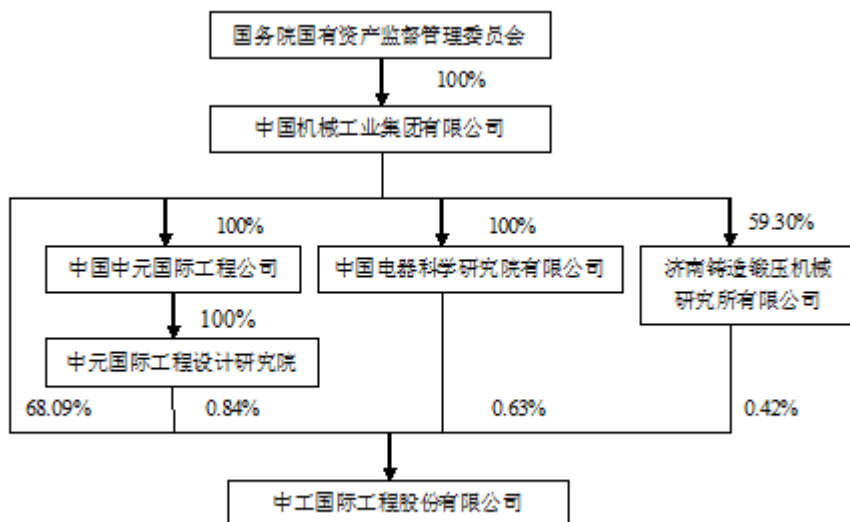 国务院国有资产监督管理委员会
100%
中国机械工业集团有限公司
100%
100%
59.30%
中国中元国际工程公司
中国电器科学研究院有限公司
济南铸造锻压机械
研究所有限公司
100%
中元国际工程设计研究院
68.09%
0.84%
0.63%
0.42%
中工国际工程股份有限公司